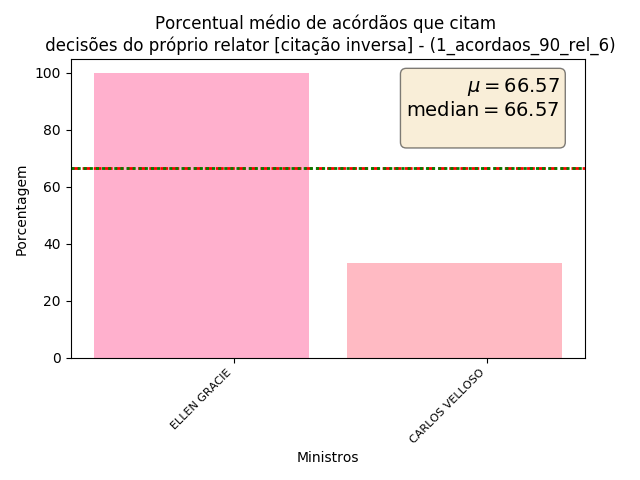 Porcentual médio de acórdãos que citam
decisões do próprio relator [citação inversa] - (1_acordaos_90_rel_6)
μ = 66.57
median = 66.57
100
80
60
40
20
0
Porcentagem
ELLEN GRACIE
CARLOS VELLOSO
Ministros